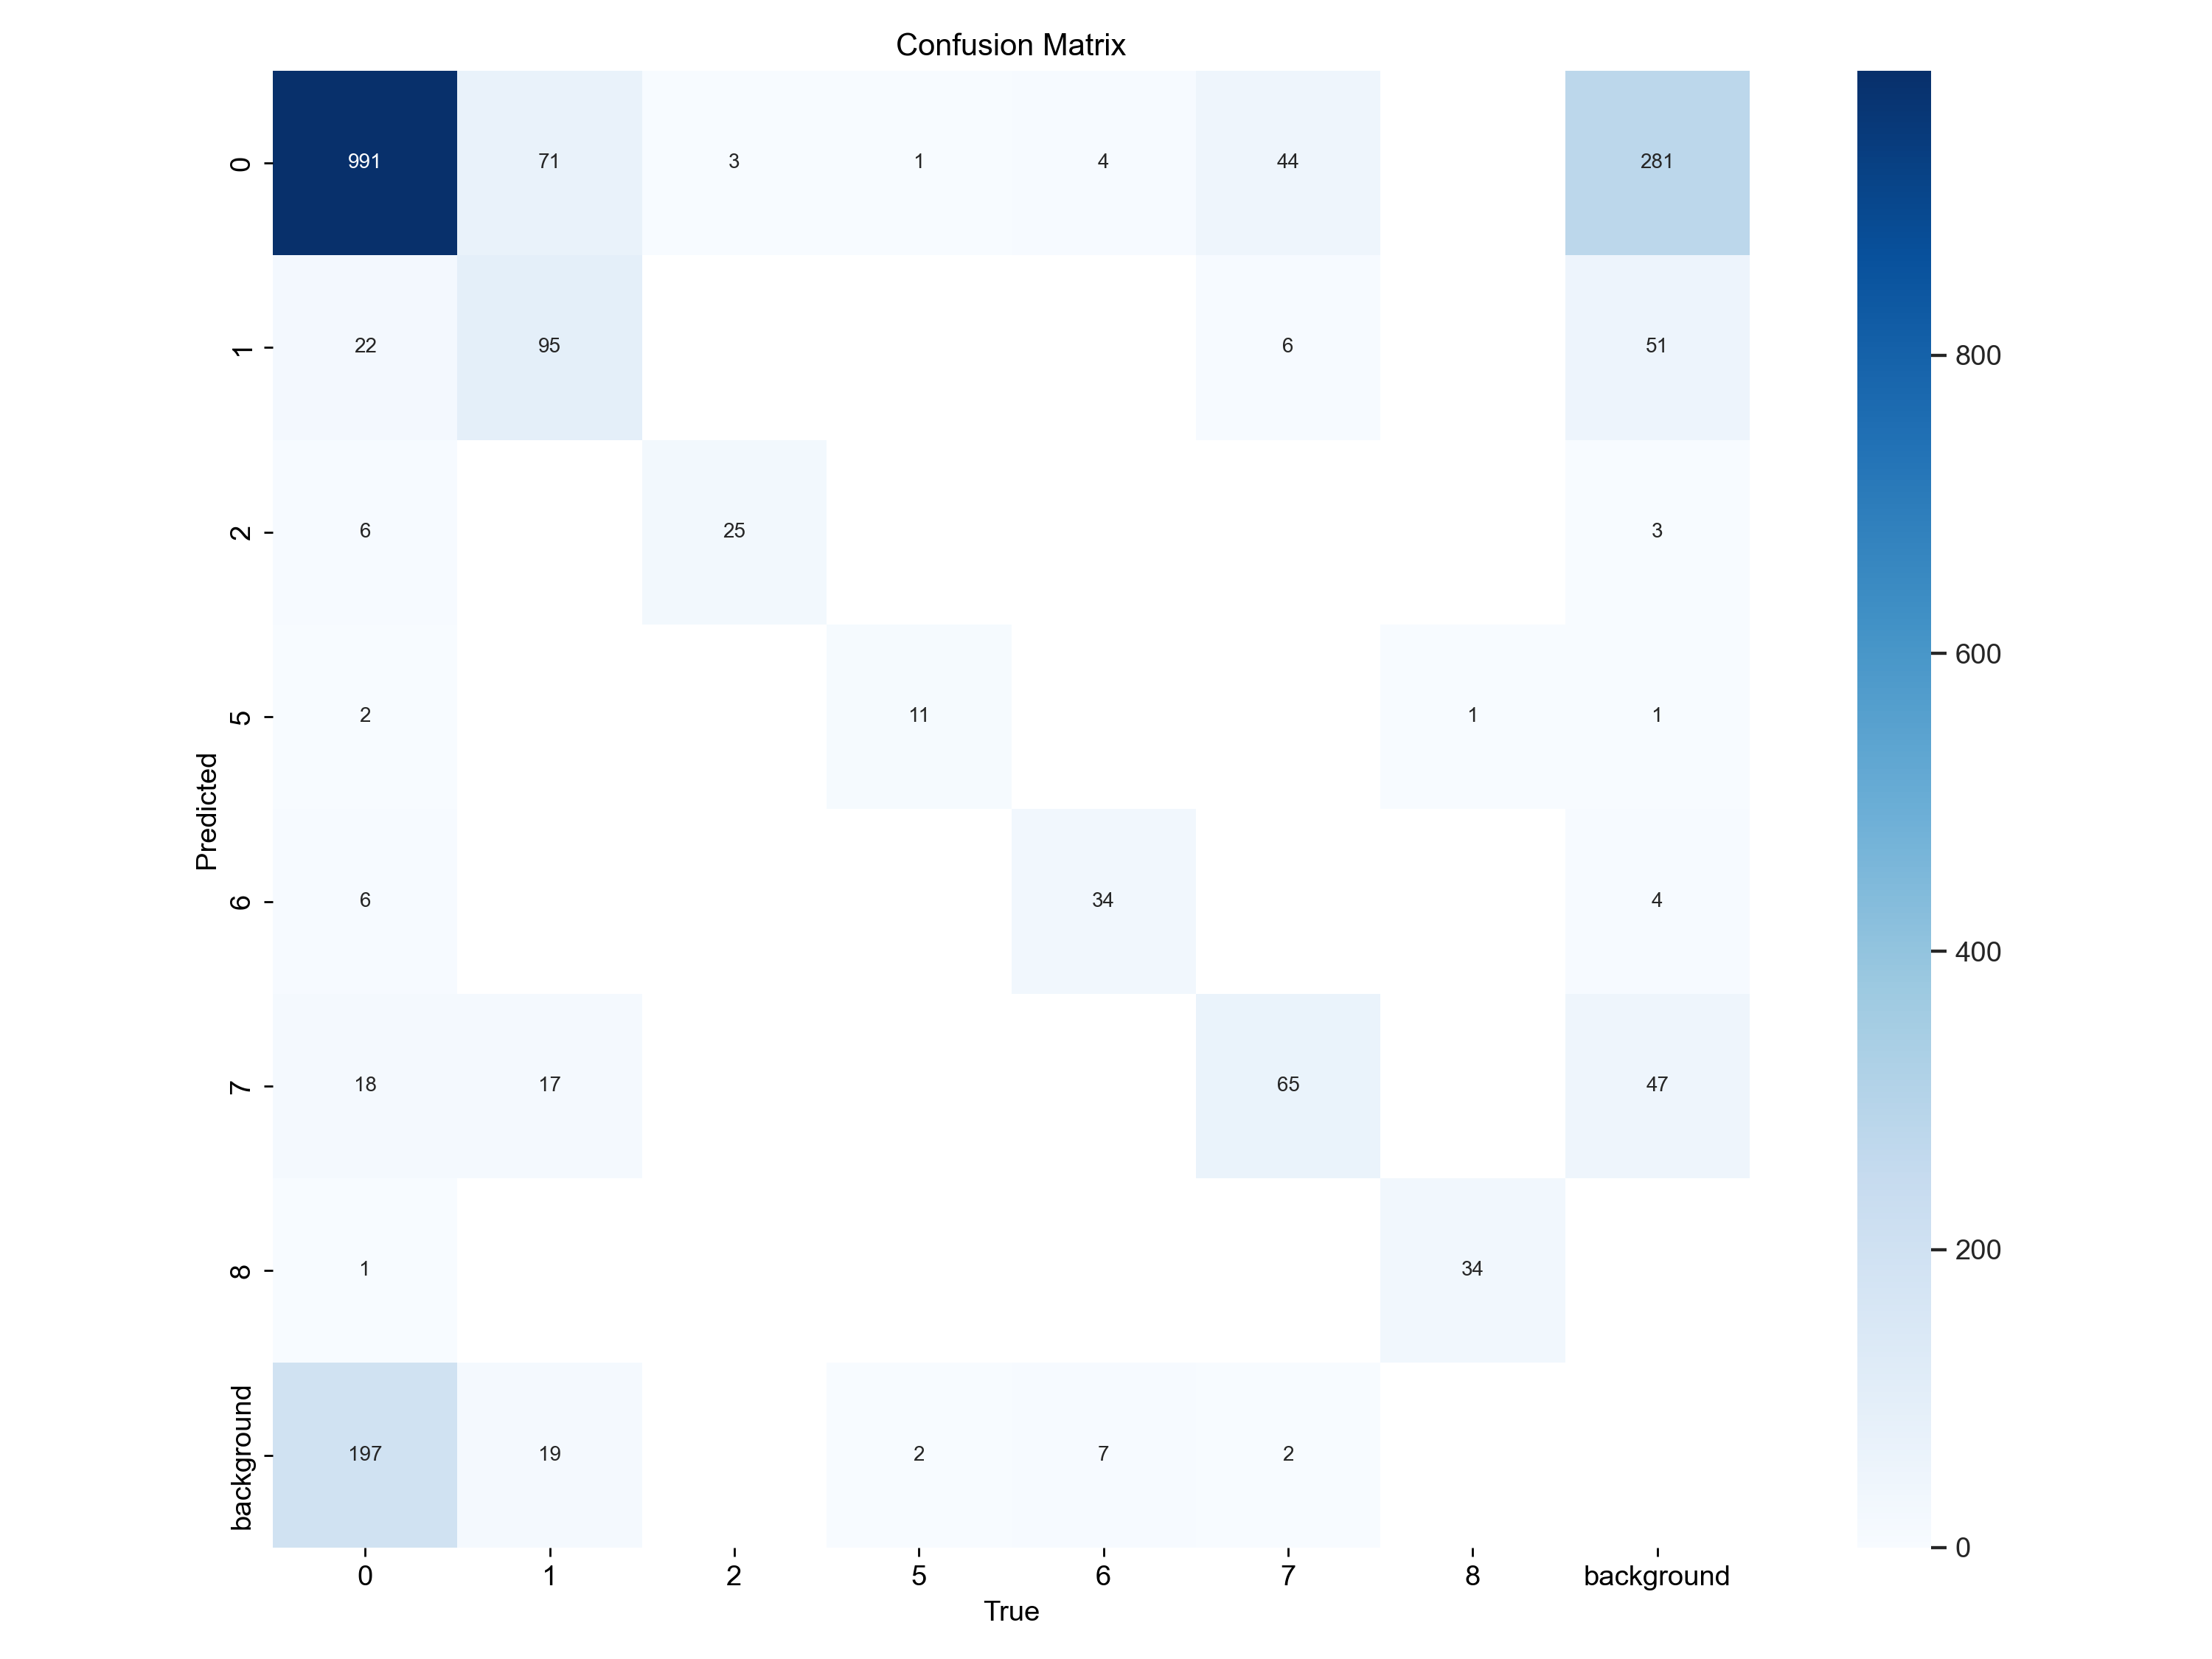 Confusion Matrix
0 991 71 3 1 4 44 281
1 22 95 6 51
2 6 25 3
5 2 11 1 1
6 6 34 4
7 18 17 65 47
8 1 34
background 197 19 2 7 2
0 1 2 5 6 7 8 background
True
Predicted
800
600
400
200
0